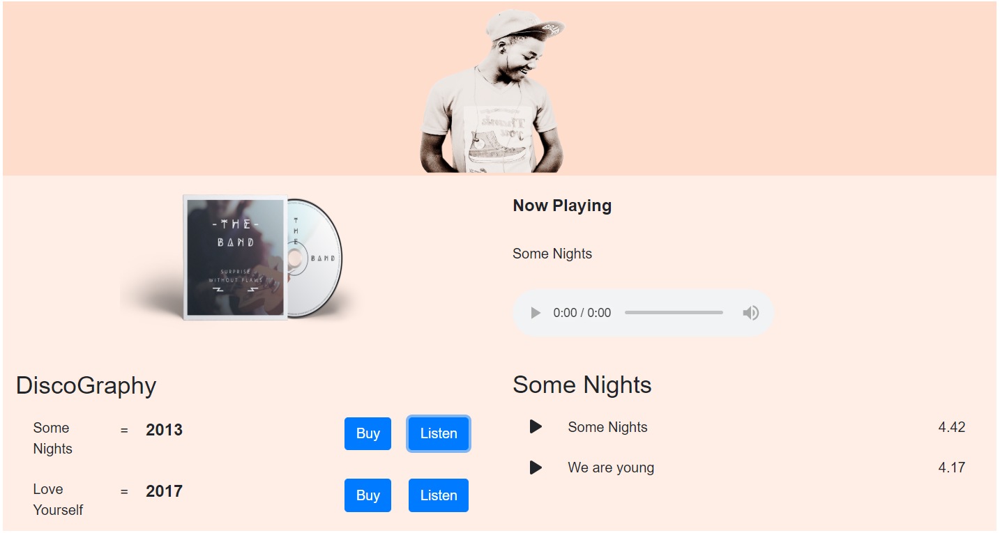 -THE-
BAND
SURPRISE
WITHOUT FLAWS
THE
BAND
Now Playing
Some Nights
0:00 / 0:00
DiscoGraphy
Some
Nights
=
2013
Buy
Listen
Love
Yourself
=
2017
Buy
Listen
Some Nights
Some Nights
4.42
We are young
4.17